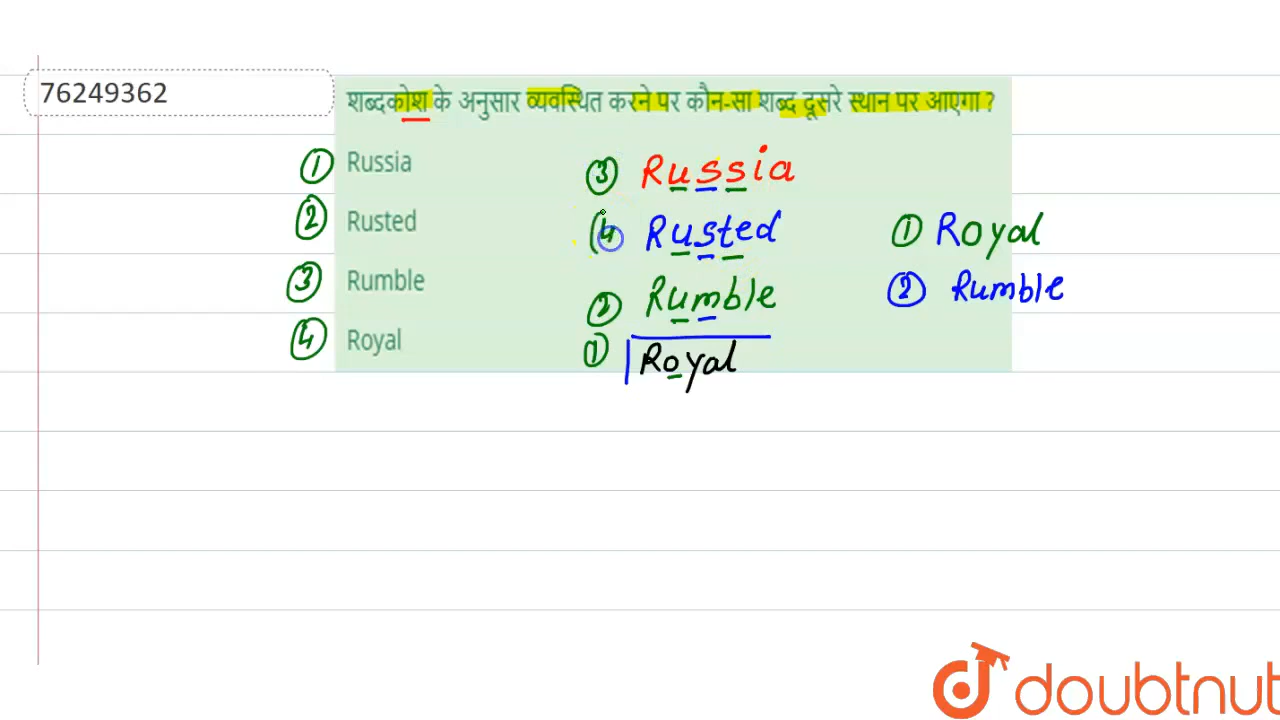 76249362
शब्दकोश के अनुसार व्यवस्थित करने पर कौन-सा शब्द दूसरे स्थान पर आएगा ?
① Russia
② Rusted
③ Rumble
④ Royal
③ Russia
(4 Rusted
② Rumble
① Royal
① Royal
② Rumble
doubtnut